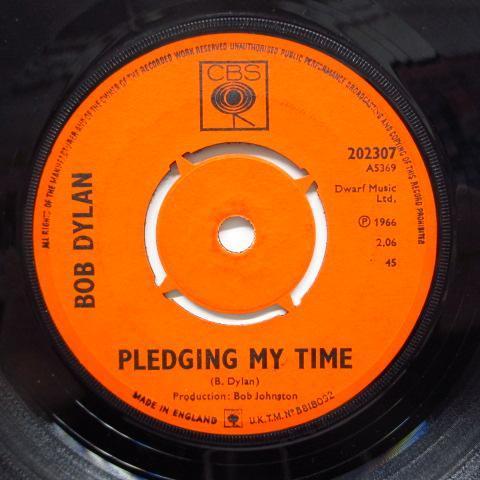 ALL RIGHTS OF THE MANUFACTURER AND OF THE OWNER OF THE RECORDED WORK RESERVED UNAUTHORISED PUBLIC PERFORMANCE BROADCASTING AND COPYING OF THIS RECORD PROHIBITED
CBS
202307
A5369
Dwarf Music
Ltd,
Ⓟ 1966
2.06
45
BOB DYLAN
PLEDGING MY TIME
(B. Dylan)
Production: Bob Johnston
MADE IN ENGLAND
U.K.T.M. Nº B818032